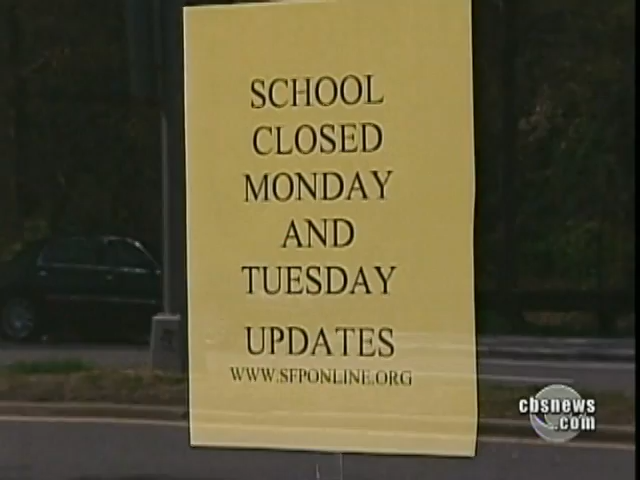 SCHOOL
CLOSED
MONDAY
AND
TUESDAY
UPDATES
WWW.SFPONLINE.ORG
cbsnews
.com